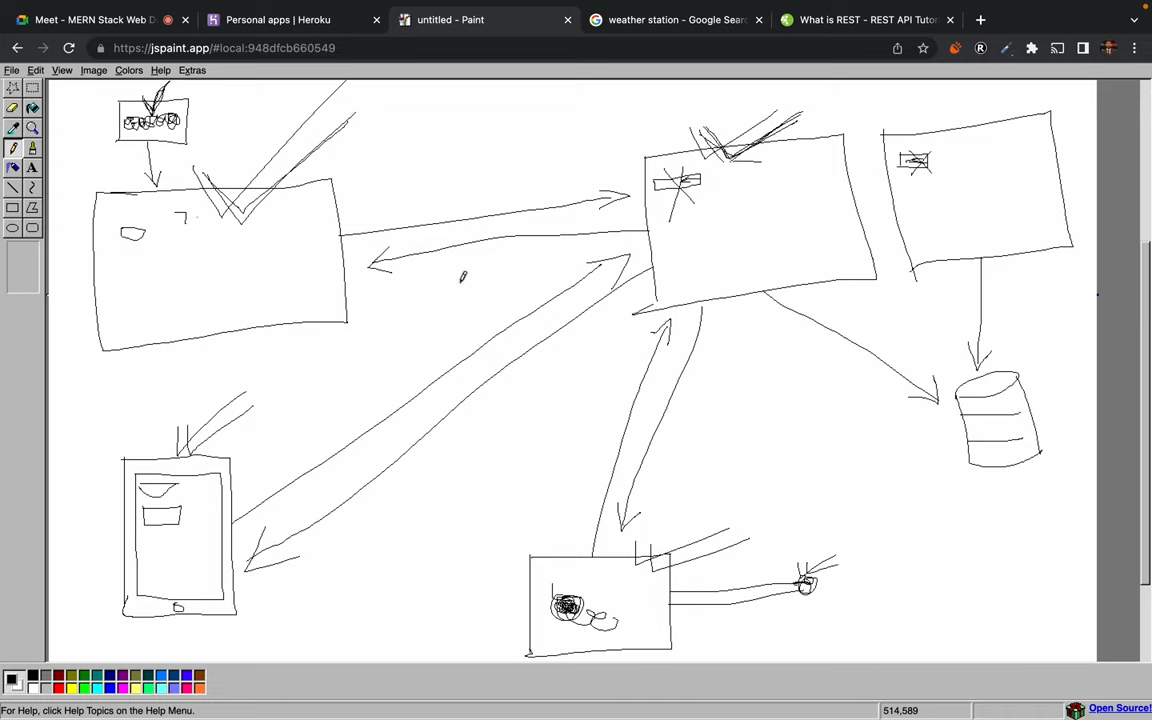 Meet - MERN Stack Web D
Personal apps | Heroku
untitled - Paint
weather station - Google Sear
What is REST - REST API Tutor
https://jspaint.app/#local:948dfcb660549
File Edit View Image Colors Help Extras
For Help, click Help Topics on the Help Menu.
514,589
Open Source!